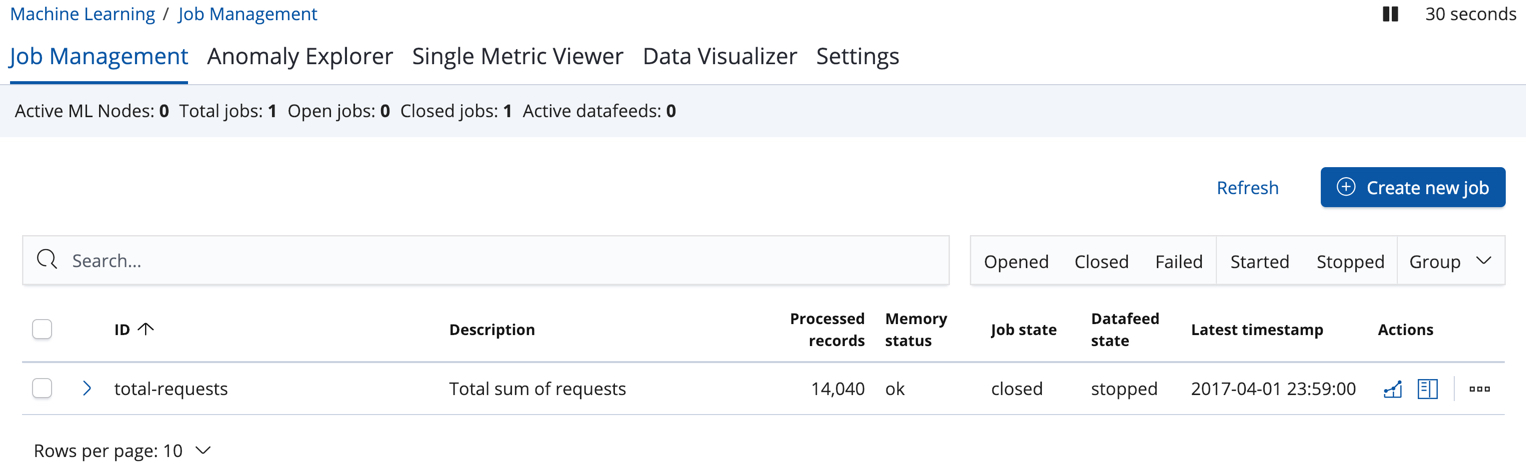 Machine Learning / Job Management 30 seconds
Job Management Anomaly Explorer Single Metric Viewer Data Visualizer Settings
Active ML Nodes: 0 Total jobs: 1 Open jobs: 0 Closed jobs: 1 Active datafeeds: 0
Refresh Create new job
Search... Opened Closed Failed Started Stopped Group
ID Description Processed records Memory status Job state Datafeed state Latest timestamp Actions
total-requests Total sum of requests 14,040 ok closed stopped 2017-04-01 23:59:00
Rows per page: 10